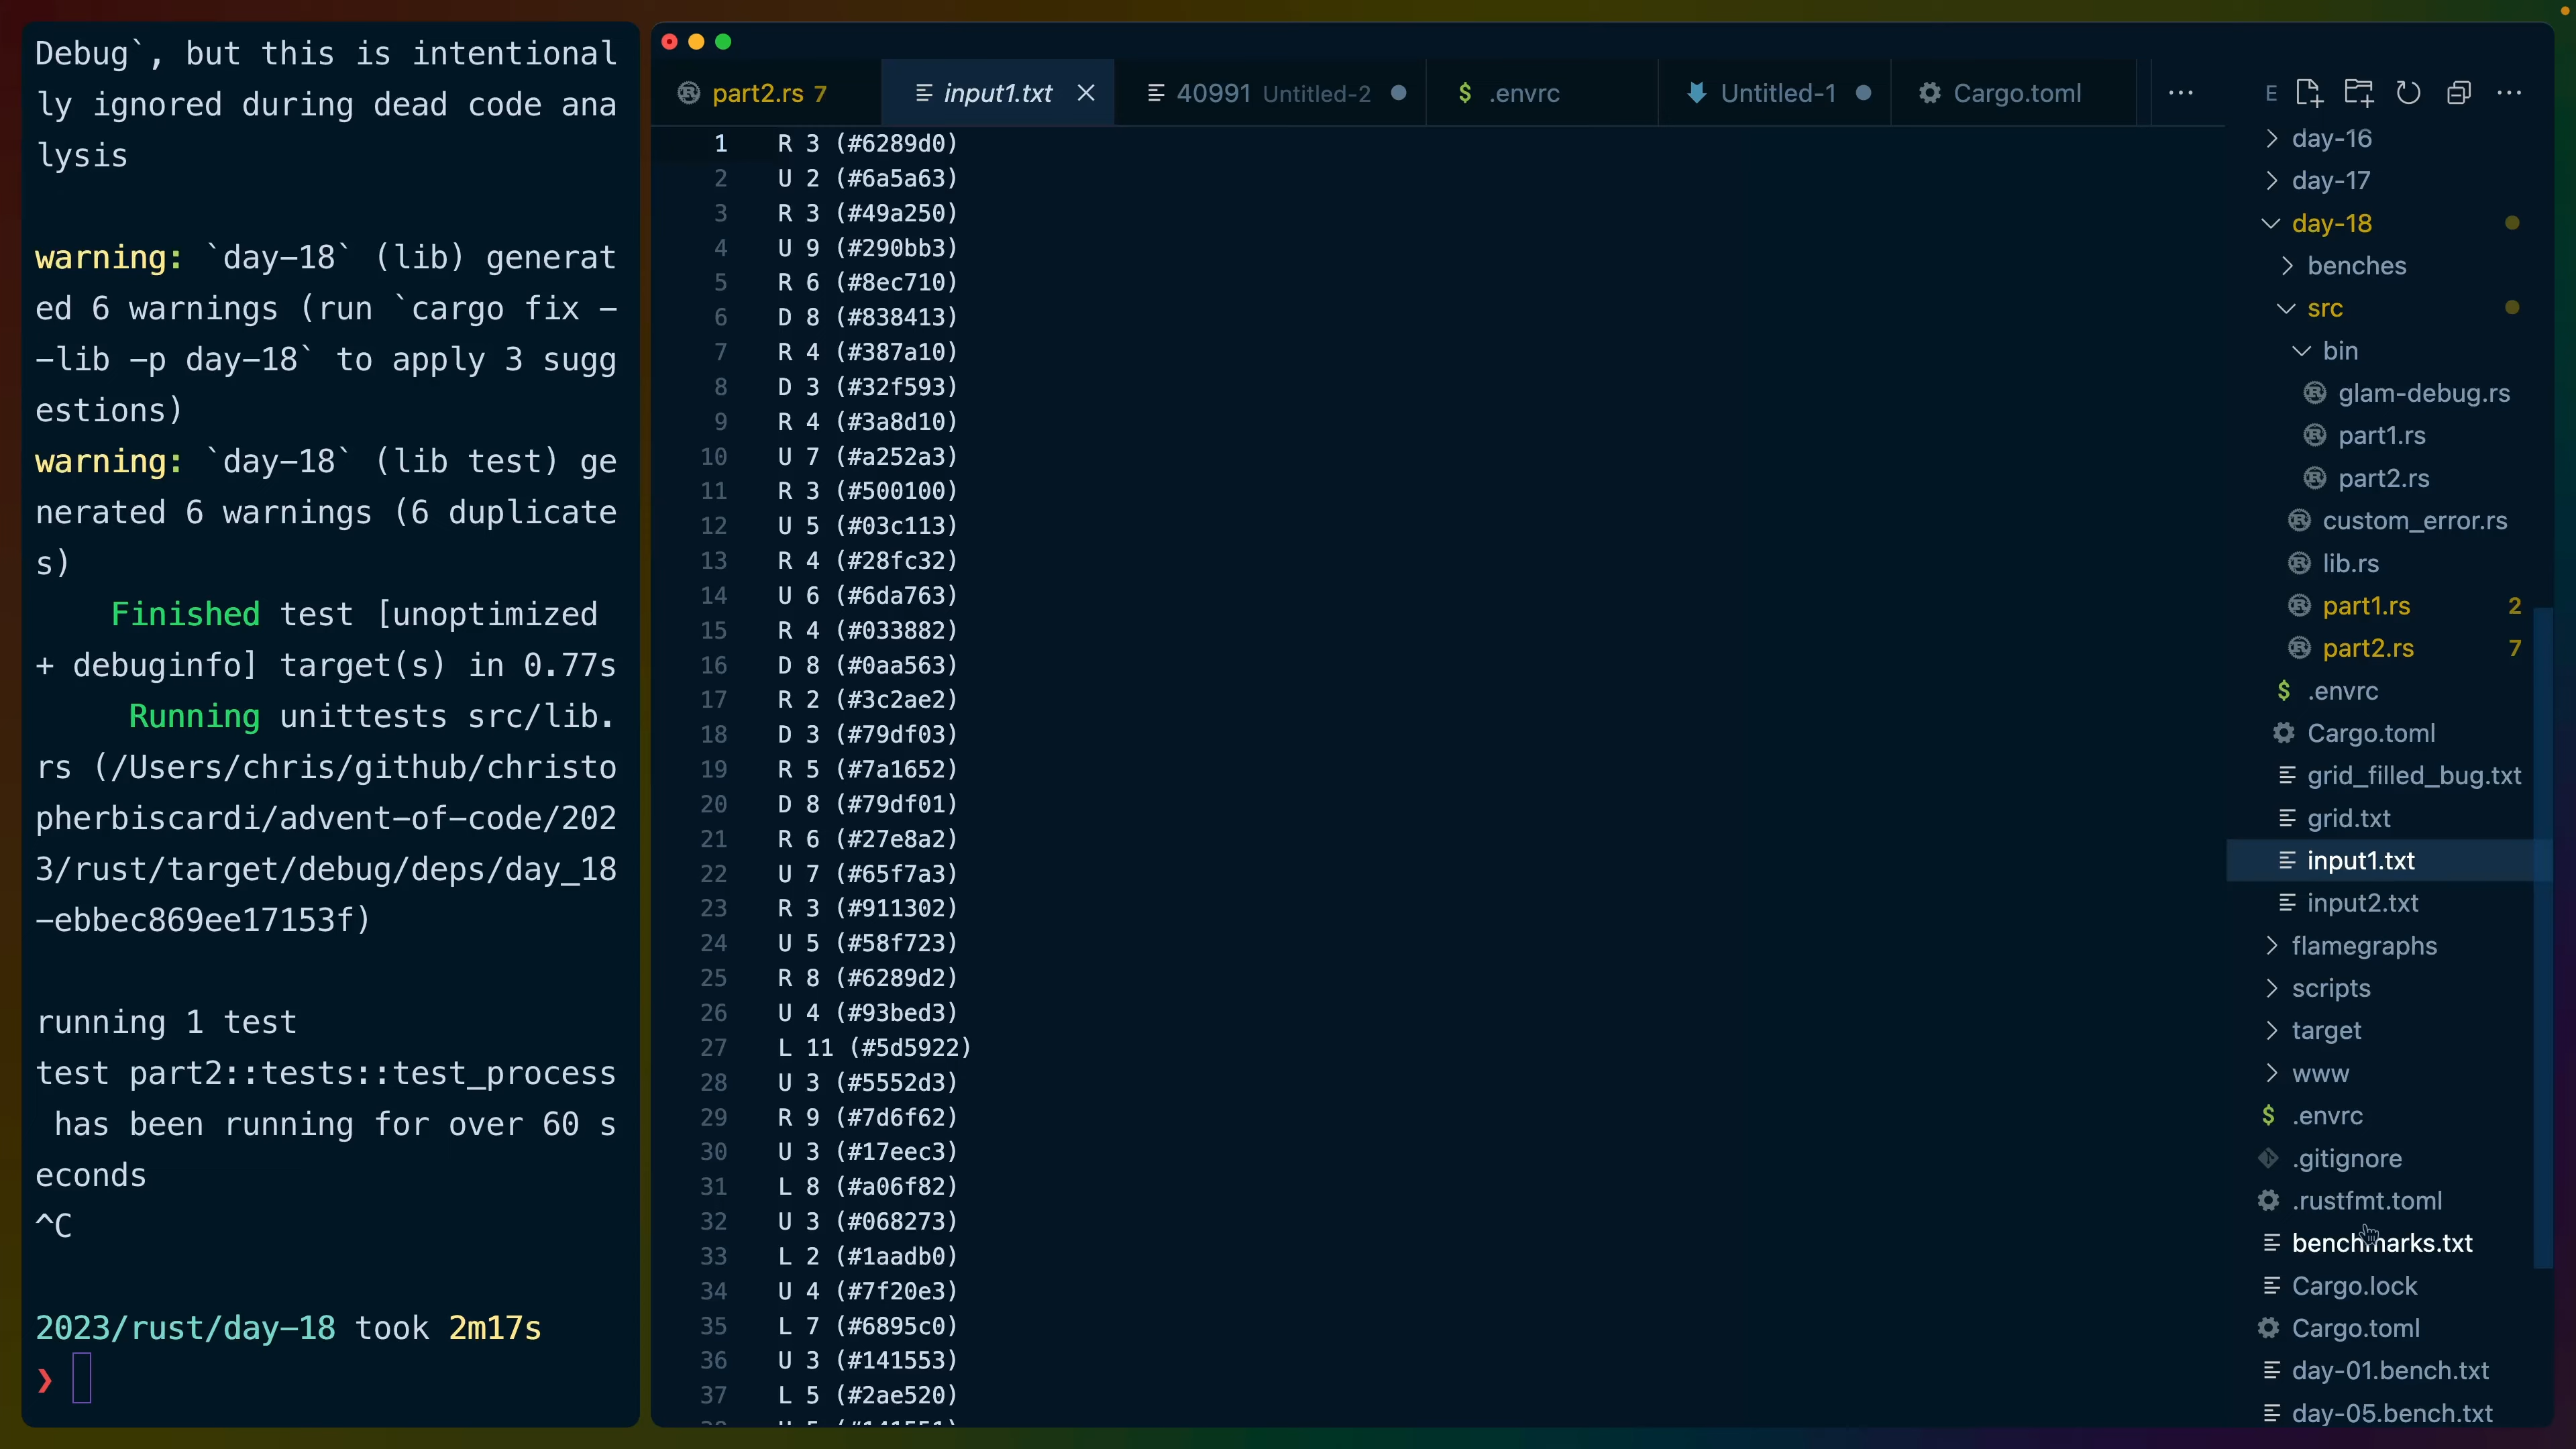 Debug`, but this is intentional
ly ignored during dead code ana
lysis
warning: `day-18` (lib) generat
ed 6 warnings (run `cargo fix -
-lib -p day-18` to apply 3 sugg
estions)
warning: `day-18` (lib test) ge
nerated 6 warnings (6 duplicate
s)
Finished test [unoptimized
+ debuginfo] target(s) in 0.77s
Running unittests src/lib.
rs (/Users/chris/github/christo
pherbiscardi/advent-of-code/202
3/rust/target/debug/deps/day_18
-ebbec869ee17153f)
running 1 test
test part2::tests::test_process
has been running for over 60 s
econds
^C
2023/rust/day-18 took 2m17s
❯
part2.rs 7
input1.txt
40991 Untitled-2
$ .envrc
Untitled-1
Cargo.toml
1 R 3 (#6289d0)
2 U 2 (#6a5a63)
3 R 3 (#49a250)
4 U 9 (#290bb3)
5 R 6 (#8ec710)
6 D 8 (#838413)
7 R 4 (#387a10)
8 D 3 (#32f593)
9 R 4 (#3a8d10)
10 U 7 (#a252a3)
11 R 3 (#500100)
12 U 5 (#03c113)
13 R 4 (#28fc32)
14 U 6 (#6da763)
15 R 4 (#033882)
16 D 8 (#0aa563)
17 R 2 (#3c2ae2)
18 D 3 (#79df03)
19 R 5 (#7a1652)
20 D 8 (#79df01)
21 R 6 (#27e8a2)
22 U 7 (#65f7a3)
23 R 3 (#911302)
24 U 5 (#58f723)
25 R 8 (#6289d2)
26 U 4 (#93bed3)
27 L 11 (#5d5922)
28 U 3 (#5552d3)
29 R 9 (#7d6f62)
30 U 3 (#17eec3)
31 L 8 (#a06f82)
32 U 3 (#068273)
33 L 2 (#1aadb0)
34 U 4 (#7f20e3)
35 L 7 (#6895c0)
36 U 3 (#141553)
37 L 5 (#2ae520)
E
day-16
day-17
day-18
benches
src
bin
glam-debug.rs
part1.rs
part2.rs
custom_error.rs
lib.rs
part1.rs 2
part2.rs 7
$ .envrc
Cargo.toml
grid_filled_bug.txt
grid.txt
input1.txt
input2.txt
flamegraphs
scripts
target
www
$ .envrc
.gitignore
.rustfmt.toml
benchmarks.txt
Cargo.lock
Cargo.toml
day-01.bench.txt
day-05.bench.txt